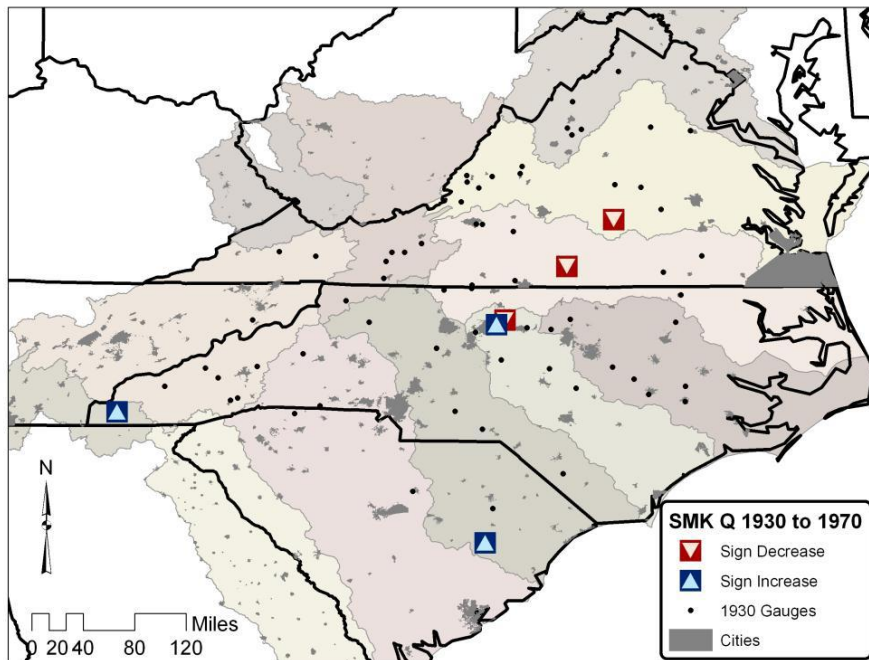 N
Miles
0 20 40 80 120
SMK Q 1930 to 1970
Sign Decrease
Sign Increase
1930 Gauges
Cities